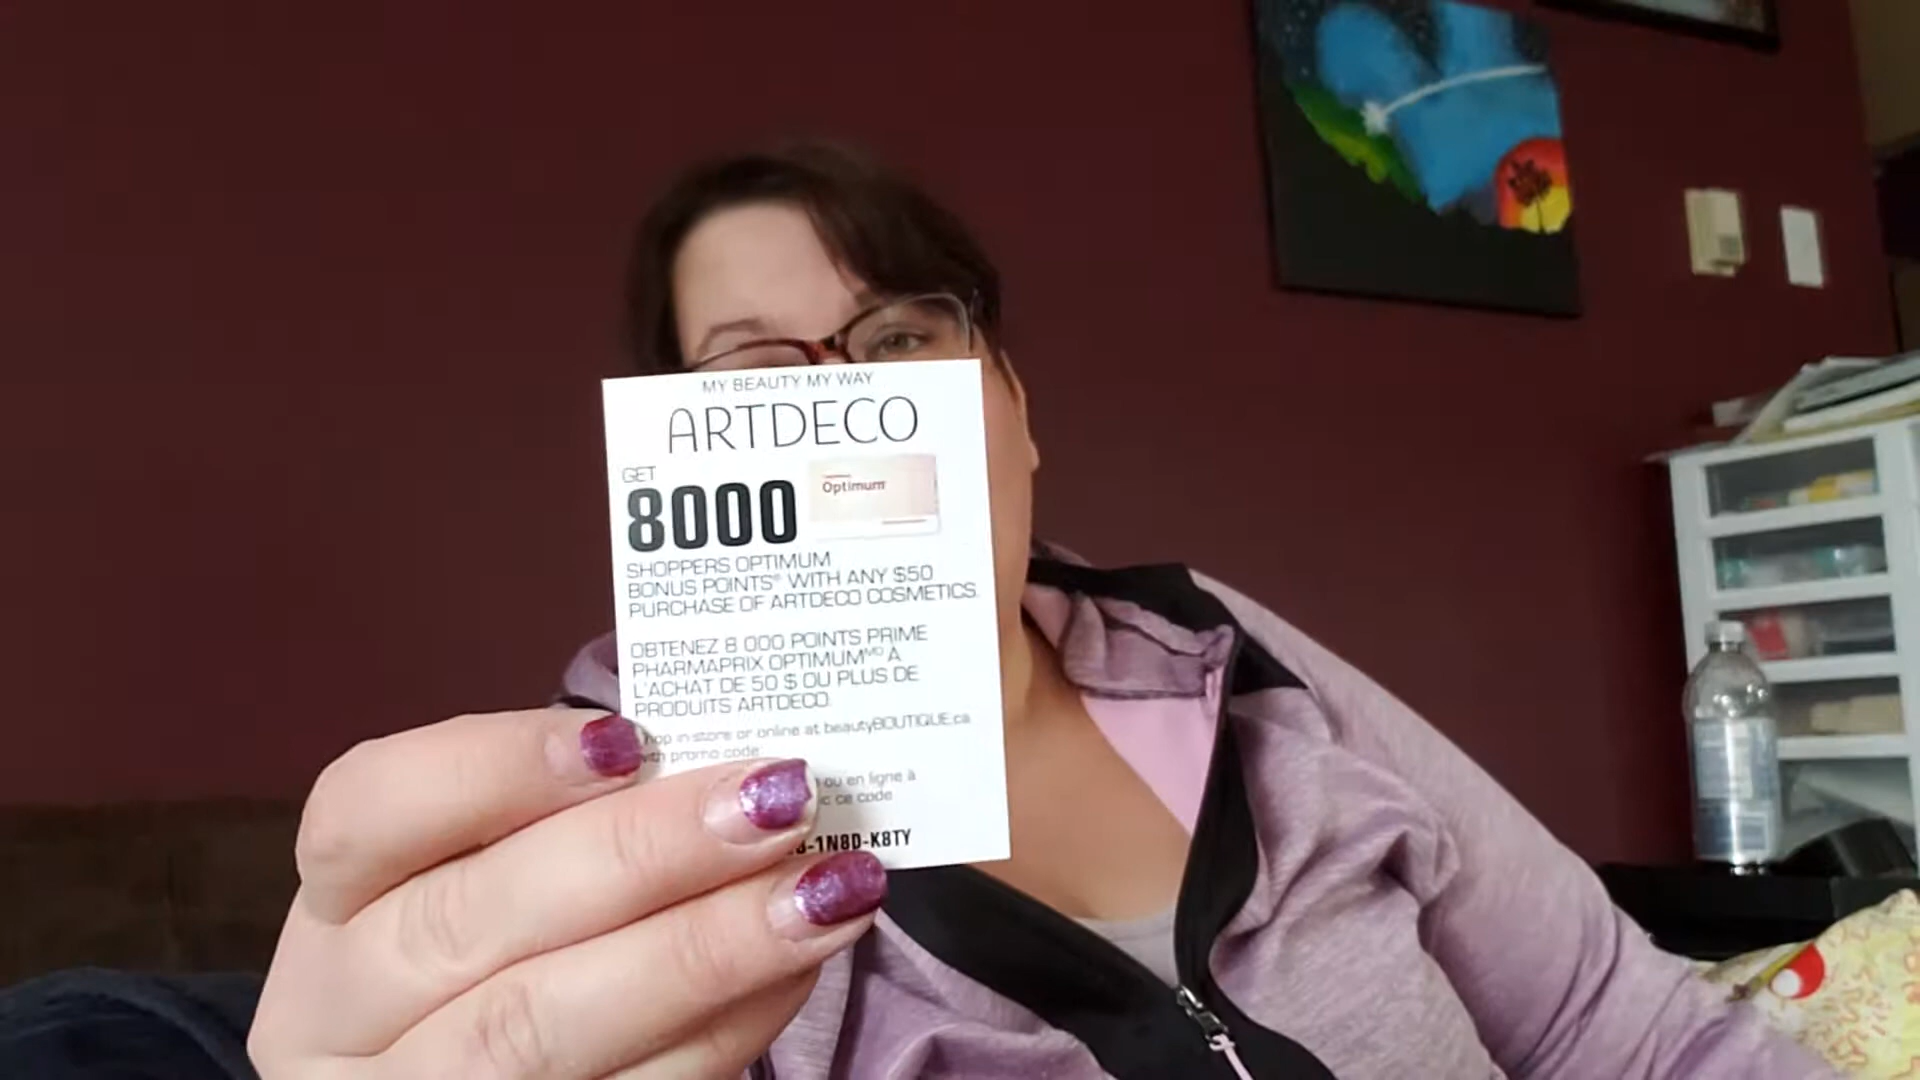 MY BEAUTY MY WAY
ARTDECO
GET
8000
Optimum
SHOPPERS OPTIMUM
BONUS POINTS® WITH ANY $50
PURCHASE OF ARTDECO COSMETICS.
OBTENEZ 8 000 POINTS PRIME
PHARMAPRIX OPTIMUMᴹᴰ À
L'ACHAT DE 50 $ OU PLUS DE
PRODUITS ARTDECO.
hop in-store or online at beautyBOUTIQUE.ca
with promo code:
ou en ligne à
ce code
-1N8D-K8TY